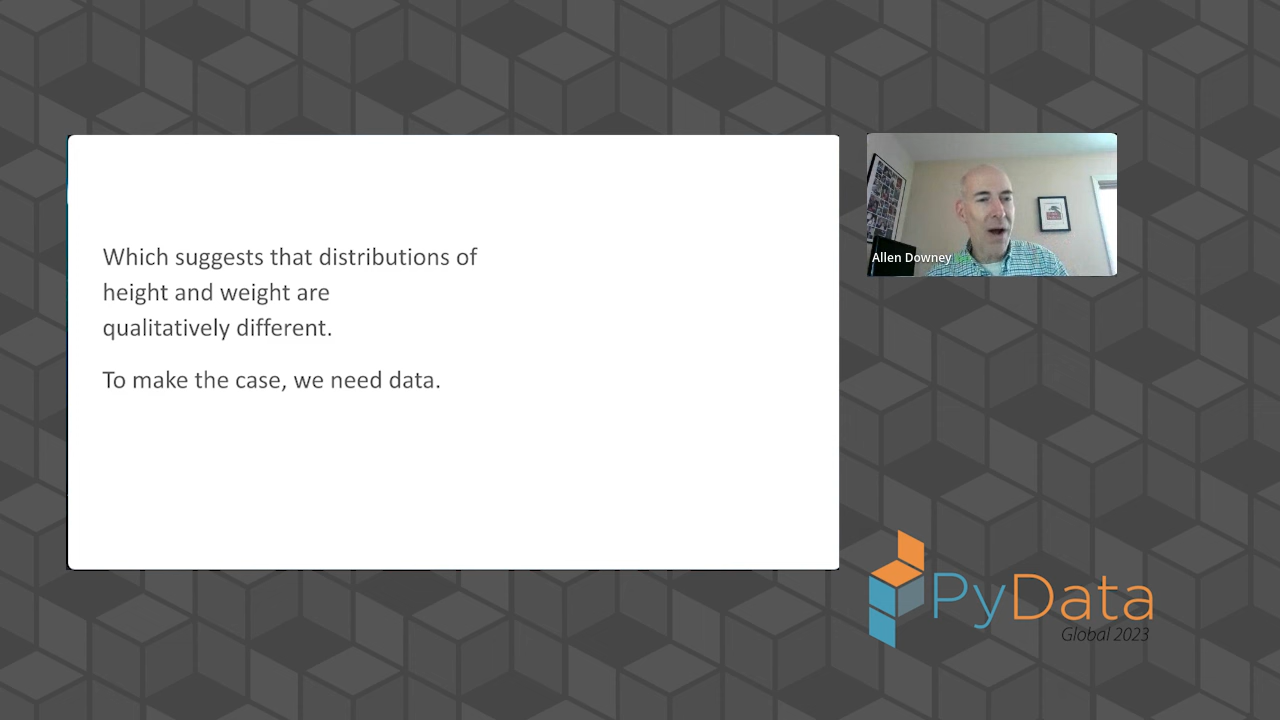 Which suggests that distributions of
height and weight are
qualitatively different.
To make the case, we need data.
Allen Downey
PyData
Global 2023